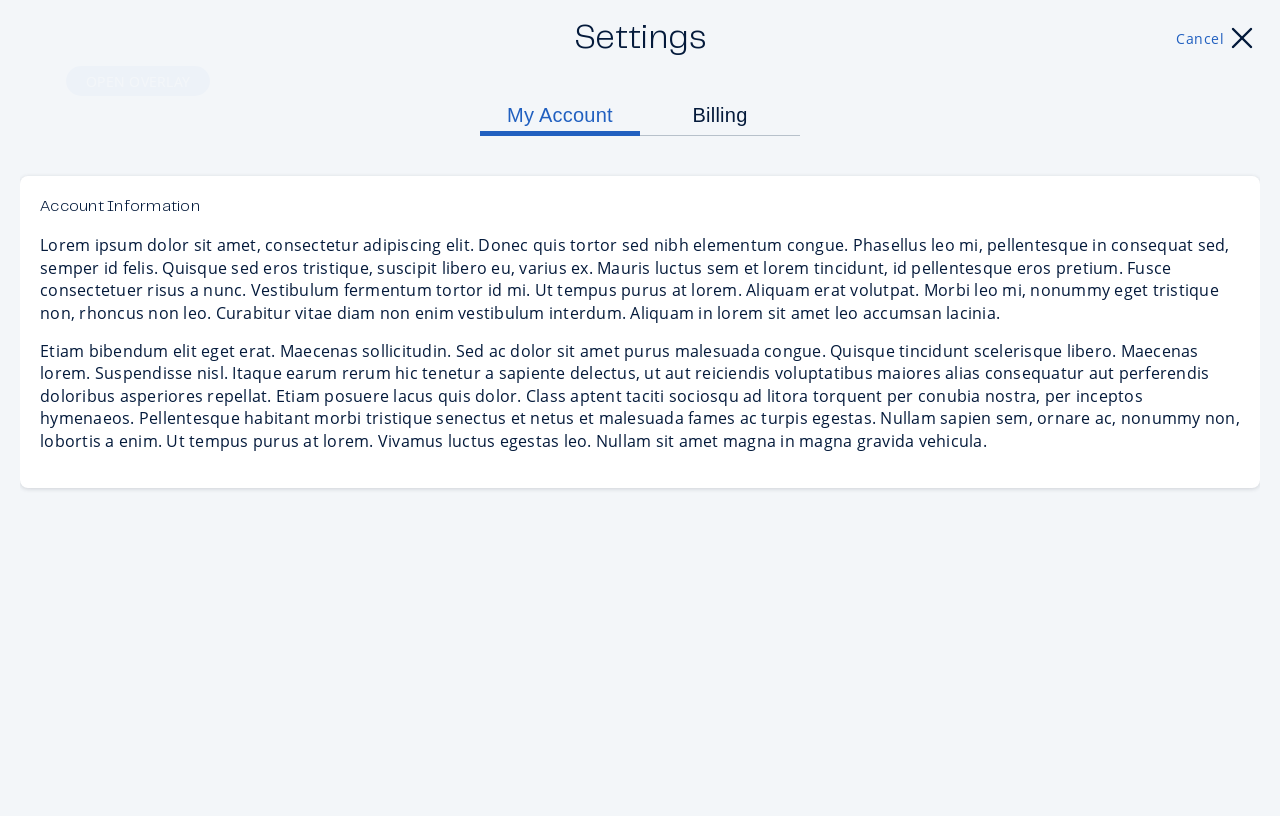 Settings
Cancel
OPEN OVERLAY
My Account
Billing
Account Information
Lorem ipsum dolor sit amet, consectetur adipiscing elit. Donec quis tortor sed nibh elementum congue. Phasellus leo mi, pellentesque in consequat sed,
semper id felis. Quisque sed eros tristique, suscipit libero eu, varius ex. Mauris luctus sem et lorem tincidunt, id pellentesque eros pretium. Fusce
consectetuer risus a nunc. Vestibulum fermentum tortor id mi. Ut tempus purus at lorem. Aliquam erat volutpat. Morbi leo mi, nonummy eget tristique
non, rhoncus non leo. Curabitur vitae diam non enim vestibulum interdum. Aliquam in lorem sit amet leo accumsan lacinia.
Etiam bibendum elit eget erat. Maecenas sollicitudin. Sed ac dolor sit amet purus malesuada congue. Quisque tincidunt scelerisque libero. Maecenas
lorem. Suspendisse nisl. Itaque earum rerum hic tenetur a sapiente delectus, ut aut reiciendis voluptatibus maiores alias consequatur aut perferendis
doloribus asperiores repellat. Etiam posuere lacus quis dolor. Class aptent taciti sociosqu ad litora torquent per conubia nostra, per inceptos
hymenaeos. Pellentesque habitant morbi tristique senectus et netus et malesuada fames ac turpis egestas. Nullam sapien sem, ornare ac, nonummy non,
lobortis a enim. Ut tempus purus at lorem. Vivamus luctus egestas leo. Nullam sit amet magna in magna gravida vehicula.